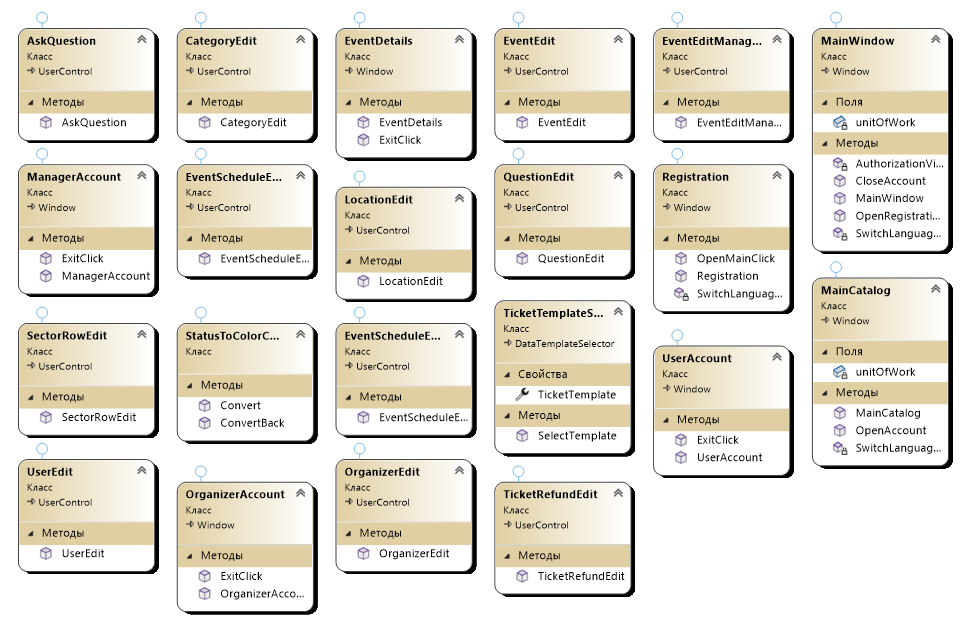 AskQuestion
Класс
UserControl
Методы
AskQuestion
CategoryEdit
Класс
UserControl
Методы
CategoryEdit
EventDetails
Класс
Window
Методы
EventDetails
ExitClick
EventEdit
Класс
UserControl
Методы
EventEdit
EventEditManag...
Класс
UserControl
Методы
EventEditMana...
MainWindow
Класс
Window
Поля
unitOfWork
Методы
AuthorizationVi...
CloseAccount
MainWindow
OpenRegistrati...
SwitchLanguag...
ManagerAccount
Класс
Window
Методы
ExitClick
ManagerAccount
EventScheduleE...
Класс
UserControl
Методы
EventScheduleE...
LocationEdit
Класс
UserControl
Методы
LocationEdit
QuestionEdit
Класс
UserControl
Методы
QuestionEdit
Registration
Класс
Window
Методы
OpenMainClick
Registration
SwitchLanguag...
MainCatalog
Класс
Window
Поля
unitOfWork
Методы
MainCatalog
OpenAccount
SwitchLanguag...
SectorRowEdit
Класс
UserControl
Методы
SectorRowEdit
StatusToColorC...
Класс
Методы
Convert
ConvertBack
EventScheduleE...
Класс
UserControl
Методы
EventScheduleE...
TicketTemplateS...
Класс
DataTemplateSelector
Свойства
TicketTemplate
Методы
SelectTemplate
UserAccount
Класс
Window
Методы
ExitClick
UserAccount
UserEdit
Класс
UserControl
Методы
UserEdit
OrganizerAccount
Класс
Window
Методы
ExitClick
OrganizerAcco...
OrganizerEdit
Класс
UserControl
Методы
OrganizerEdit
TicketRefundEdit
Класс
UserControl
Методы
TicketRefundEdit